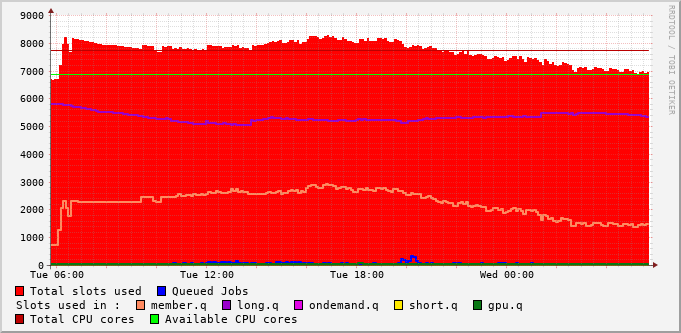 9000
8000
7000
6000
5000
4000
3000
2000
1000
0
Tue 06:00 Tue 12:00 Tue 18:00 Wed 00:00
RRDTOOL / TOBI OETIKER
Total slots used Queued Jobs
Slots used in : member.q long.q ondemand.q short.q gpu.q
Total CPU cores Available CPU cores